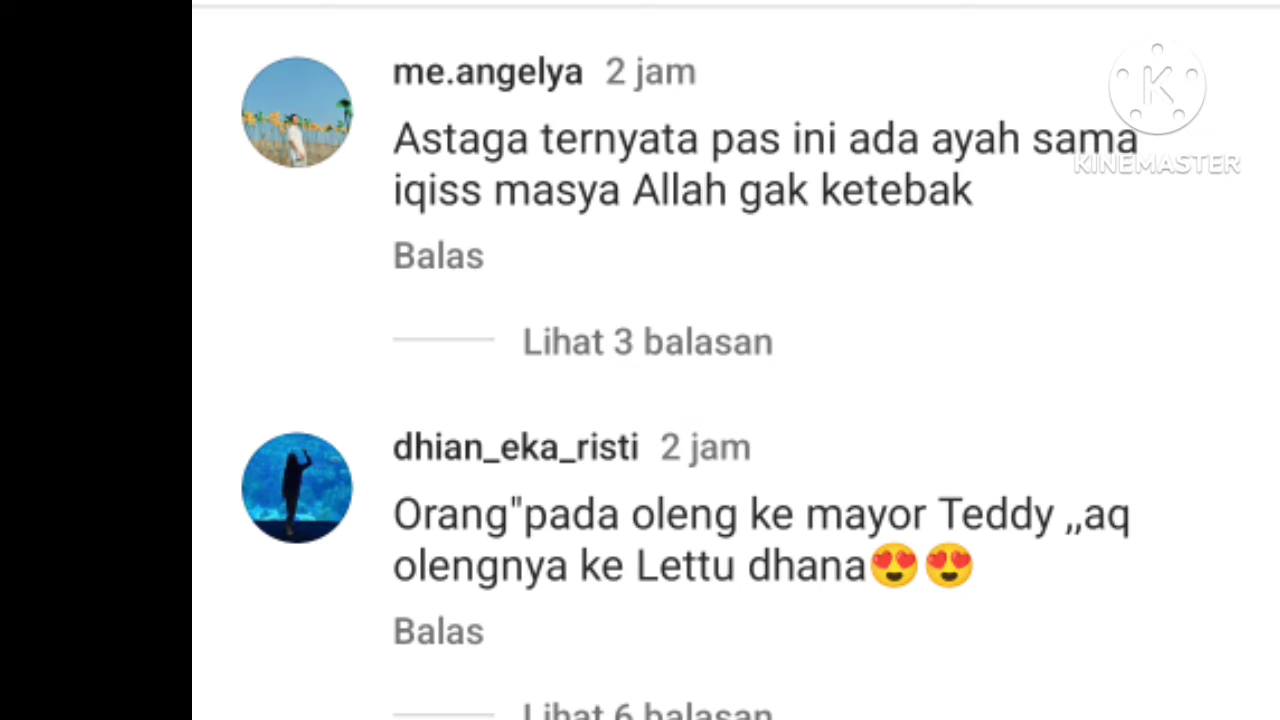 me.angelya 2 jam
Astaga ternyata pas ini ada ayah sama
iqiss masya Allah gak ketebak
Balas
Lihat 3 balasan
dhian_eka_risti 2 jam
Orang"pada oleng ke mayor Teddy ,,aq
olengnya ke Lettu dhana😍😍
Balas
Lihat 6 balasan
K
KINEMASTER